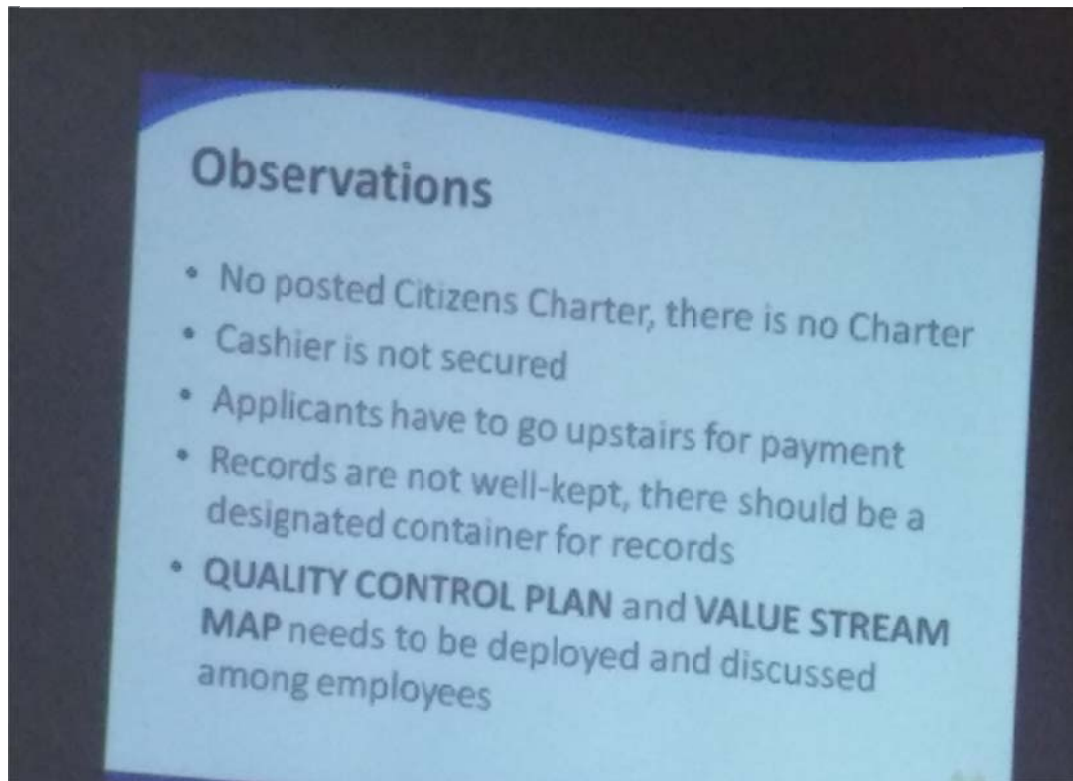 Observations
• No posted Citizens Charter, there is no Charter
• Cashier is not secured
• Applicants have to go upstairs for payment
• Records are not well-kept, there should be a
designated container for records
• QUALITY CONTROL PLAN and VALUE STREAM
MAP needs to be deployed and discussed
among employees